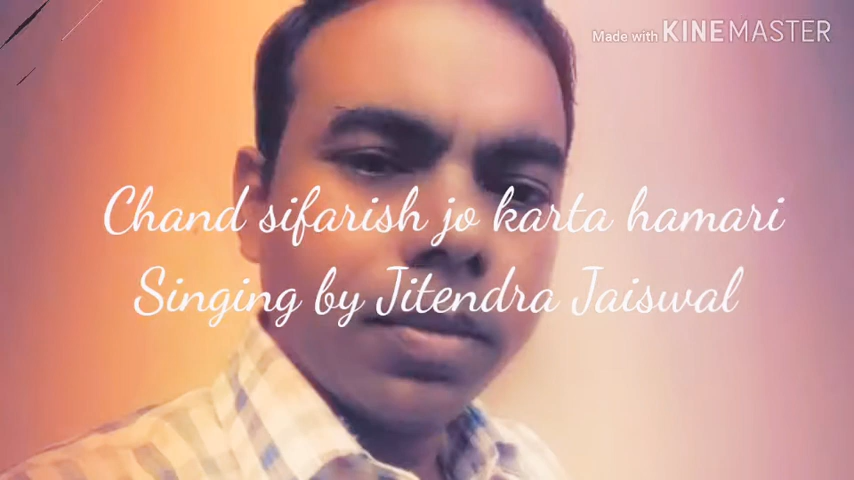 Made with KINEMASTER
Chand sifarish jo karta hamari
Singing by Jitendra Jaiswal